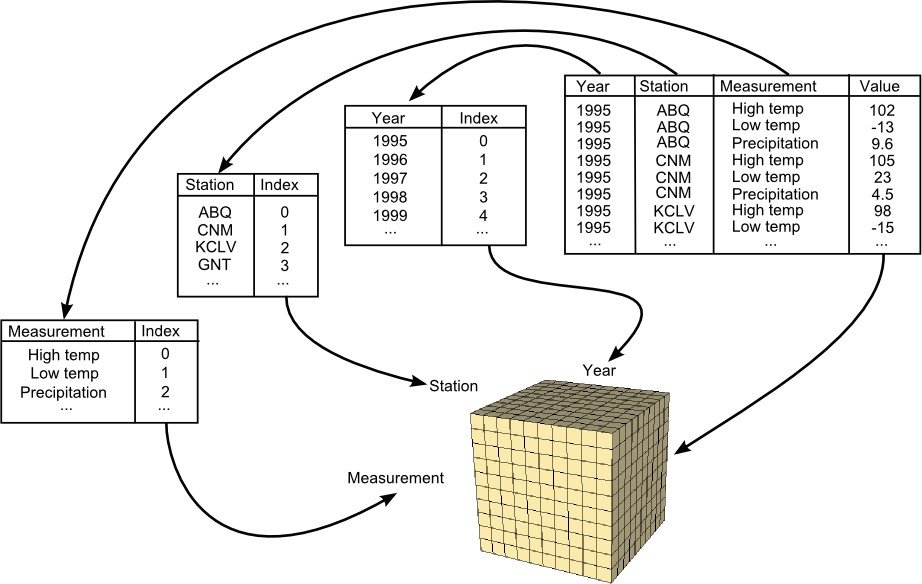 Year Station Measurement Value
1995 ABQ High temp 102
1995 ABQ Low temp -13
1995 ABQ Precipitation 9.6
1995 CNM High temp 105
1995 CNM Low temp 23
1995 CNM Precipitation 4.5
1995 KCLV High temp 98
1995 KCLV Low temp -15
... ... ... ...
Year Index
1995 0
1996 1
1997 2
1998 3
1999 4
... ...
Station Index
ABQ 0
CNM 1
KCLV 2
GNT 3
... ...
Measurement Index
High temp 0
Low temp 1
Precipitation 2
... ...
Year
Station
Measurement